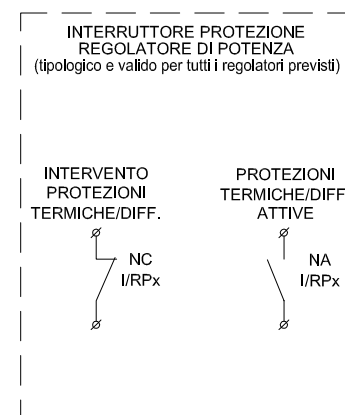 INTERRUTTORE PROTEZIONE
REGOLATORE DI POTENZA
(tipologico e valido per tutti i regolatori previsti)
INTERVENTO
PROTEZIONI
TERMICHE/DIFF.
NC
I/RPx
PROTEZIONI
TERMICHE/DIFF
ATTIVE
NA
I/RPx